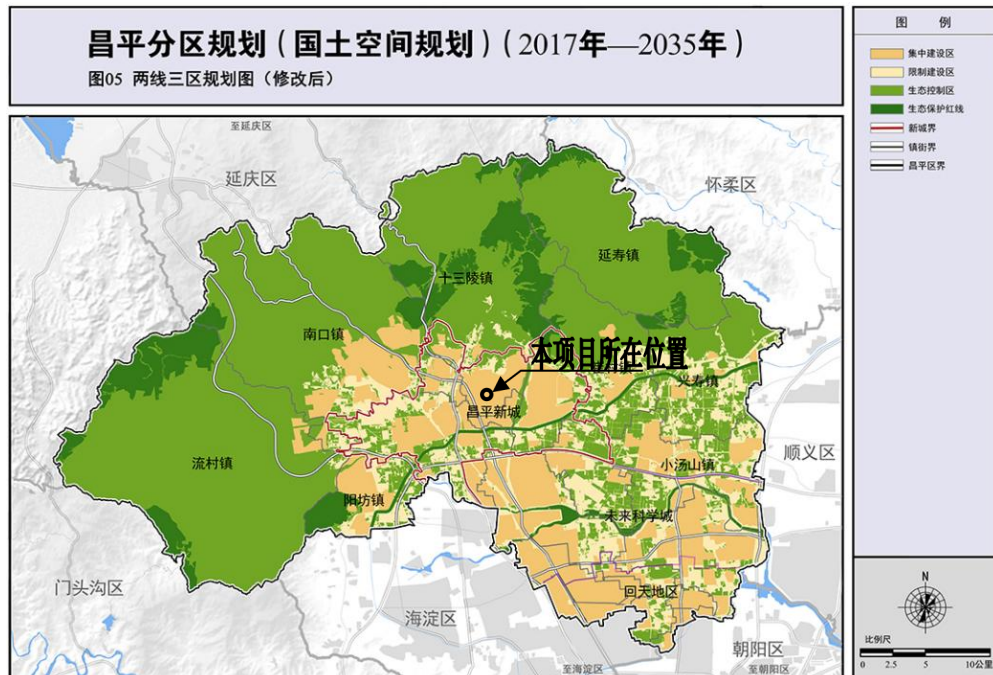 昌平分区规划（国土空间规划）（2017年—2035年）
图05 两线三区规划图（修改后）
图 例
集中建设区
限制建设区
生态控制区
生态保护红线
新城界
镇街界
昌平区界
至延庆区
延庆区
怀柔区
延寿镇
十三陵镇
南口镇
本项目所在位置
兴寿镇
昌平新城
顺义区
流村镇
小汤山镇
阳坊镇
未来科学城
门头沟区
回天地区
海淀区
朝阳区
至海淀区
至朝阳区
N
比例尺
0 2.5 5 10公里